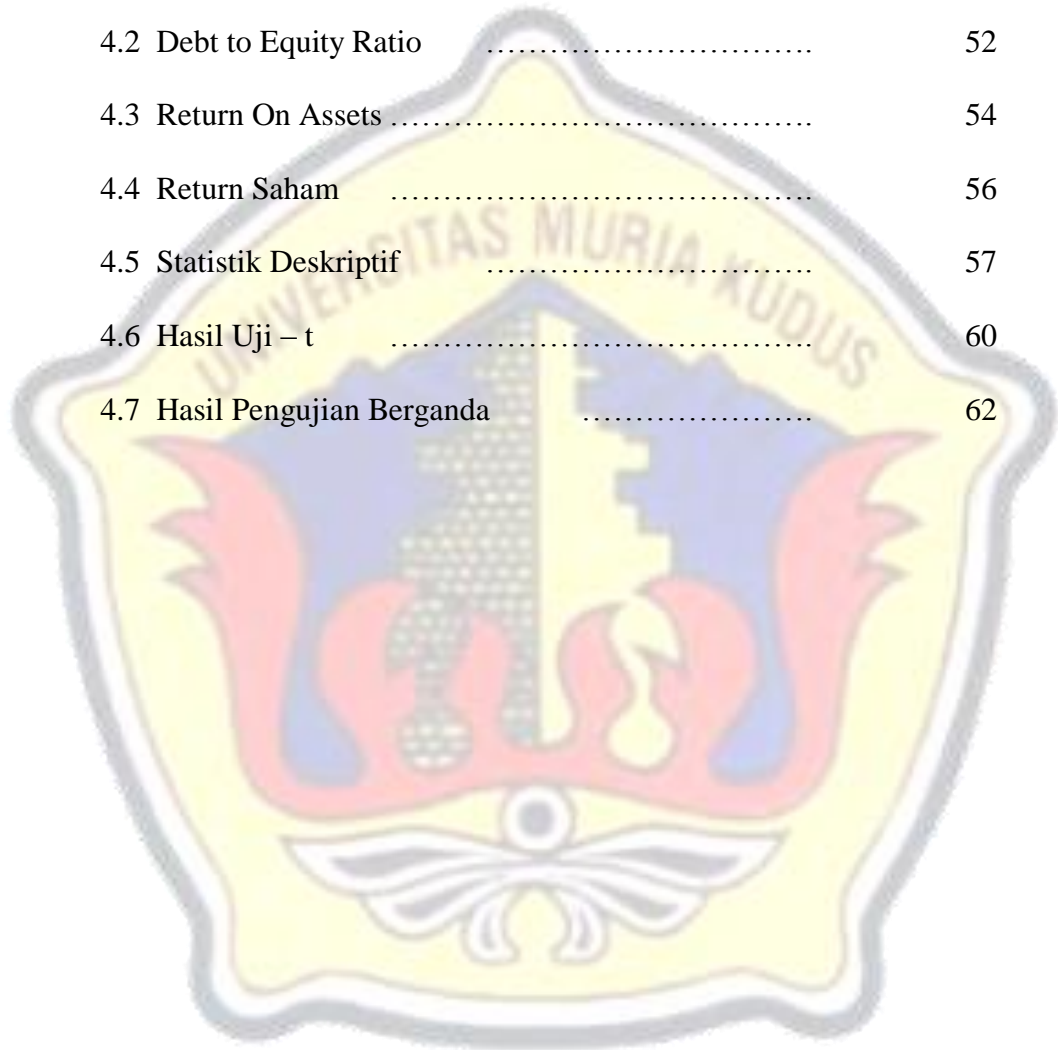 4.2 Debt to Equity Ratio …………………………. 52
4.3 Return On Assets …………………………………. 54
4.4 Return Saham …………………………………. 56
UNIVERSITAS MURIA KUDUS
4.5 Statistik Deskriptif …………………………. 57
4.6 Hasil Uji – t …………………………………. 60
4.7 Hasil Pengujian Berganda …………………. 62